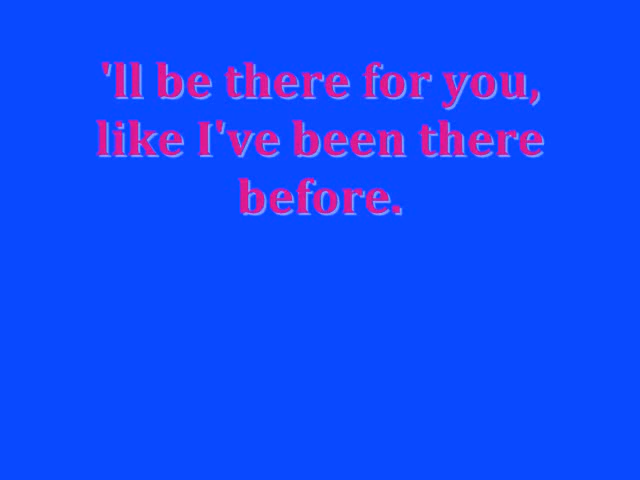 'll be there for you,
like I've been there
before.